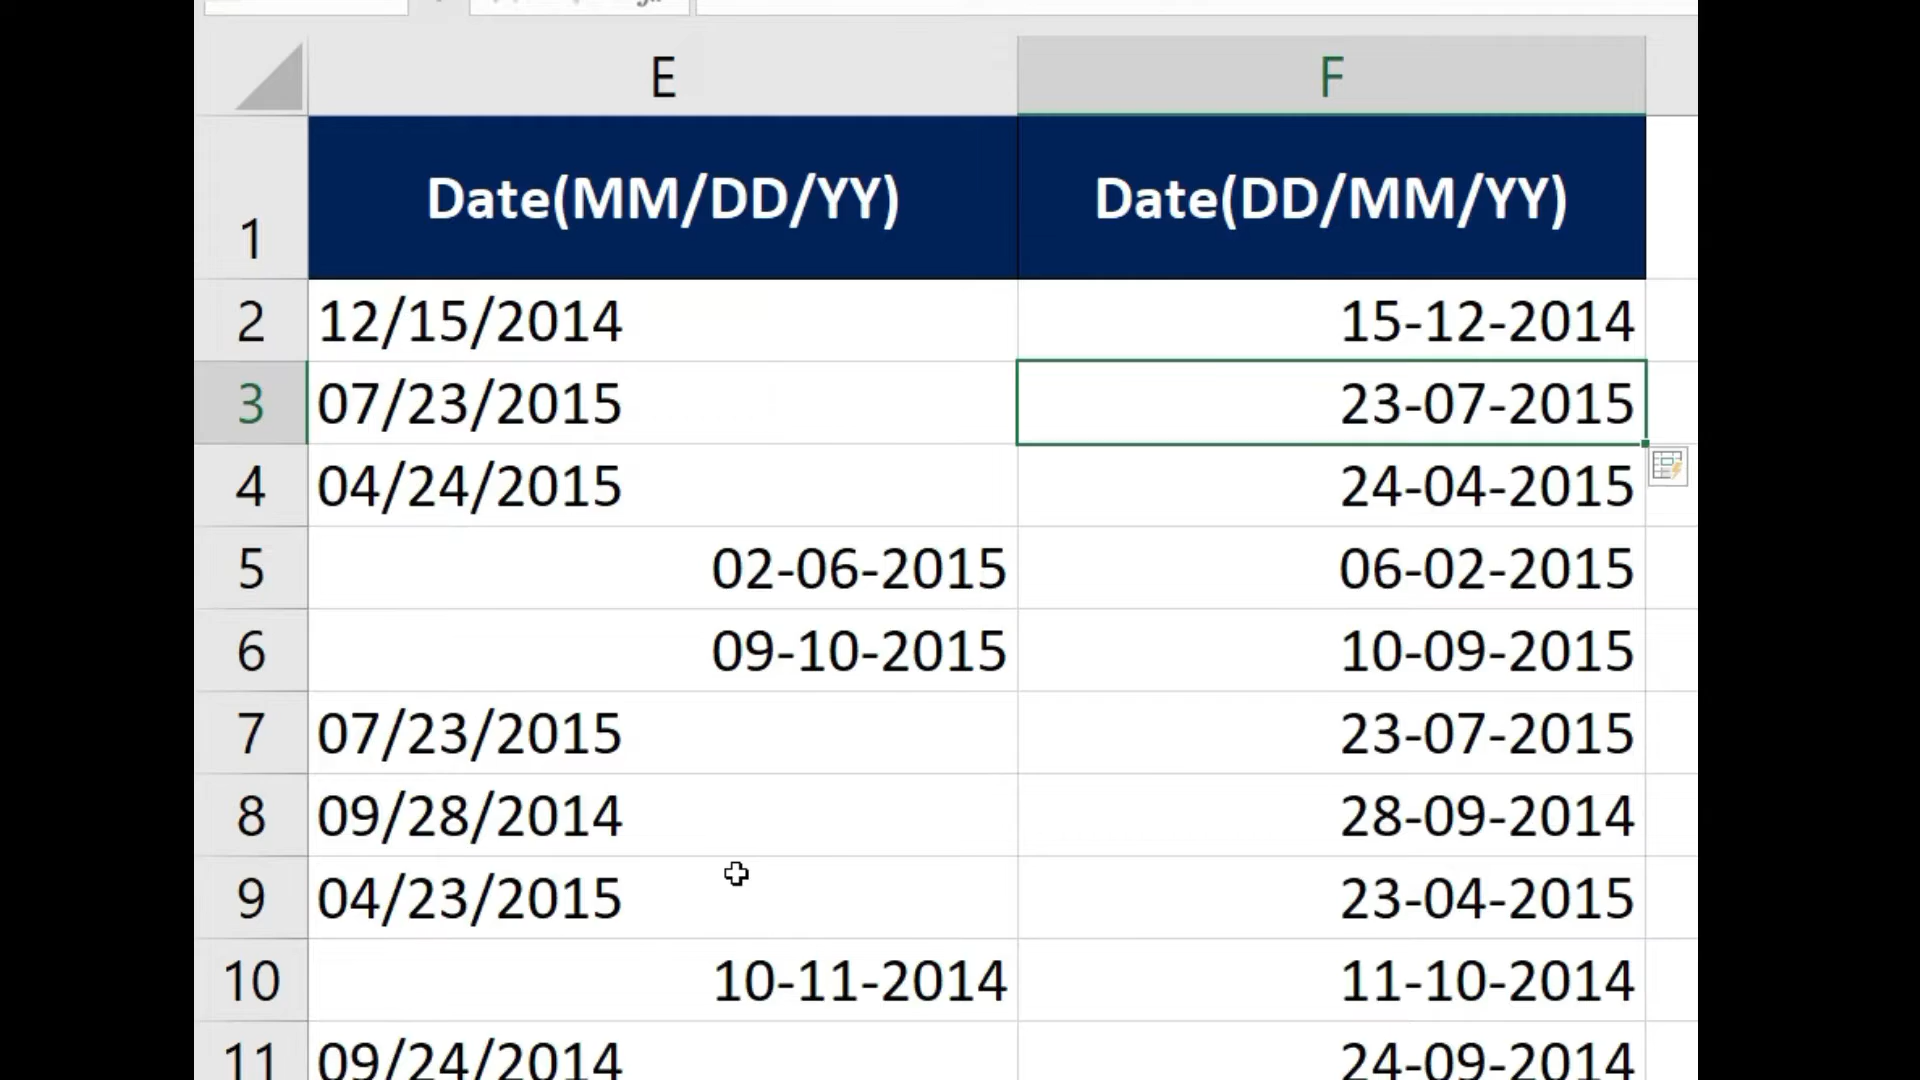 E F
1 Date(MM/DD/YY) Date(DD/MM/YY)
2 12/15/2014 15-12-2014
3 07/23/2015 23-07-2015
4 04/24/2015 24-04-2015
5 02-06-2015 06-02-2015
6 09-10-2015 10-09-2015
7 07/23/2015 23-07-2015
8 09/28/2014 28-09-2014
9 04/23/2015 23-04-2015
10 10-11-2014 11-10-2014
11 09/24/2014 24-09-2014